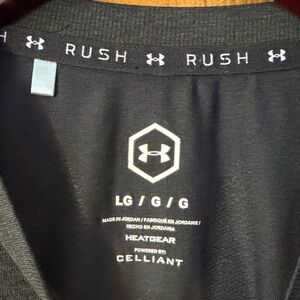 RUSH RUSH
LG / G / G
MADE IN JORDAN / FABRIQUÉ EN JORDANIE /
HECHO EN JORDANIA
HEATGEAR
POWERED BY:
CELLIANT